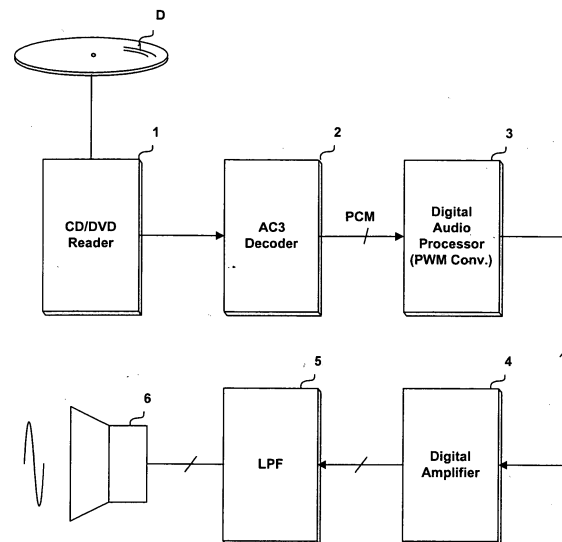 D
1
2
3
CD/DVD
Reader
AC3
Decoder
PCM
Digital
Audio
Processor
(PWM Conv.)
6
5
4
LPF
Digital
Amplifier